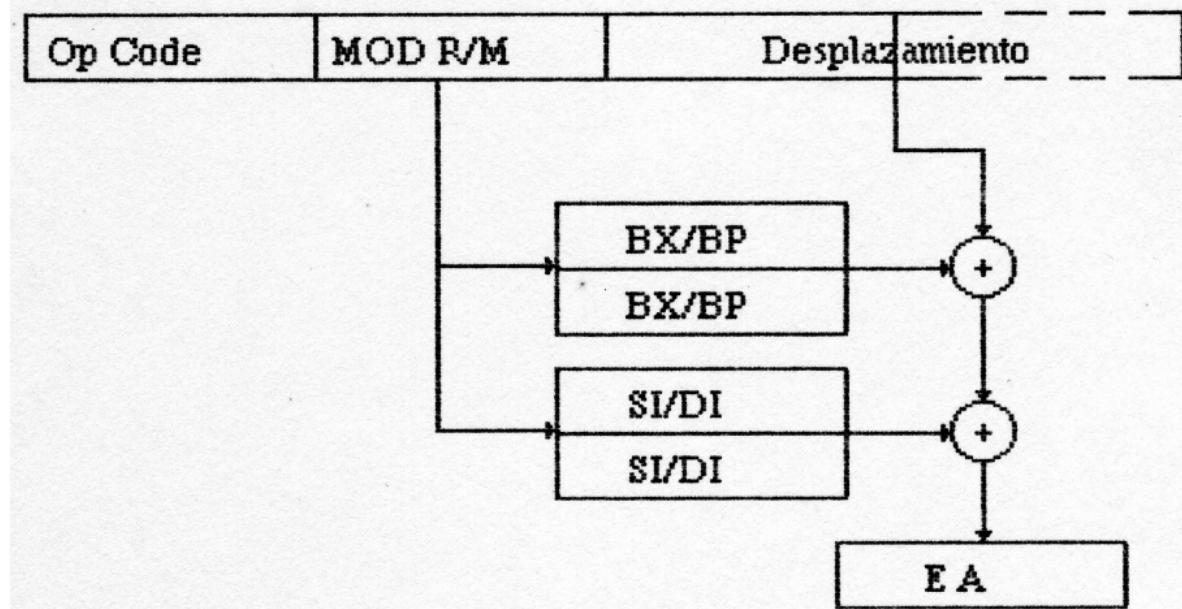 Op Code MOD R/M Desplazamiento
BX/BP
BX/BP
SI/DI
SI/DI
E A